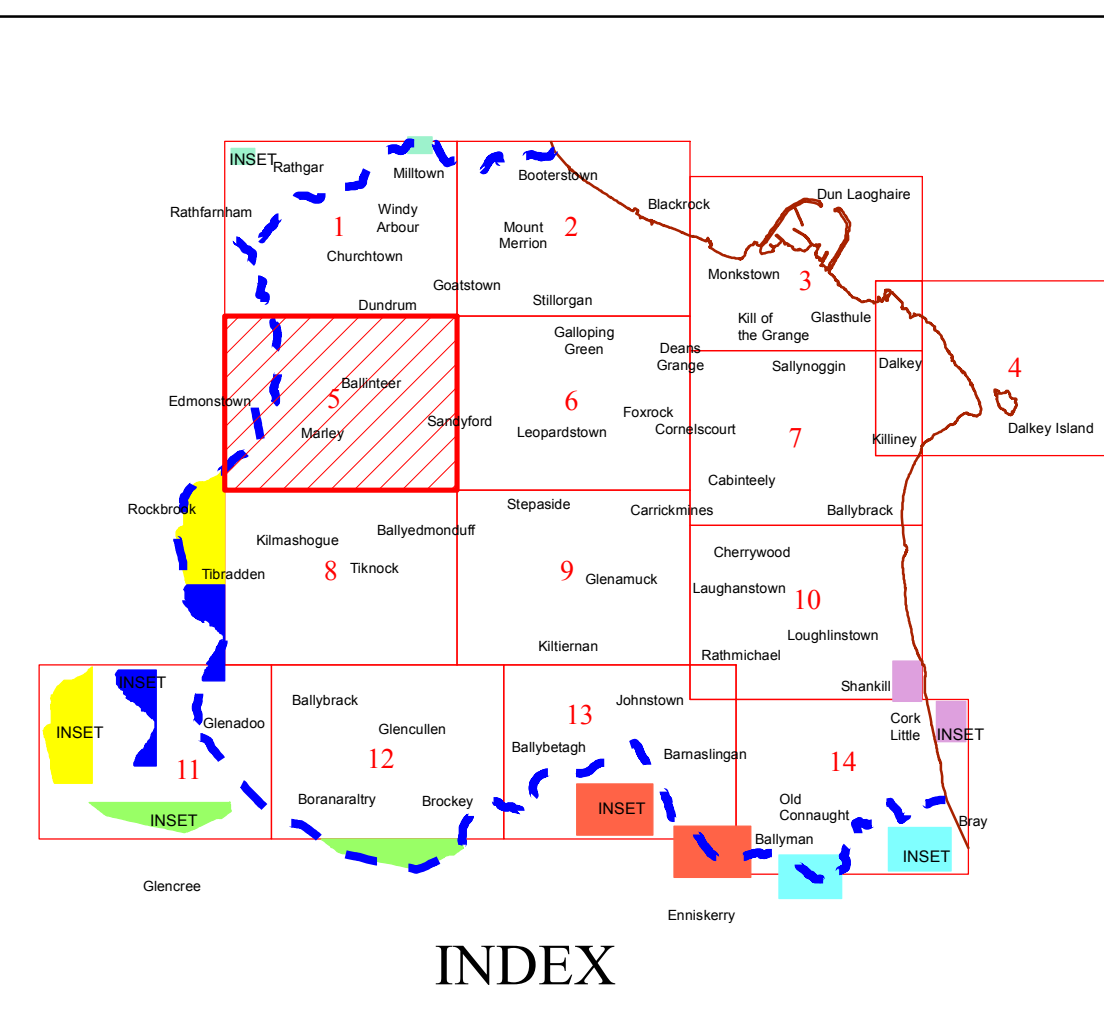 INSET
Rathgar
Milltown
Booterstown
Rathfarnham
Windy
Arbour
1
Churchtown
Mount
Merrion
2
Blackrock
Dun Laoghaire
Goatstown
Dundrum
Stillorgan
Monkstown
3
Kill of
the Grange
Glasthule
Galloping
Green
Deans
Grange
Sallynoggin
Dalkey
4
Dalkey Island
Edmonstown
Ballinteer
5
Marley
Sandyford
6
Foxrock
Leopardstown
Cornelscourt
7
Killiney
Cabinteely
Ballybrack
Rockbrook
Stepaside
Carrickmines
Kilmashogue
Ballyedmonduff
Tibradden
8
Tiknock
9
Glenamuck
Kiltiernan
Cherrywood
Laughanstown
10
Loughlinstown
Rathmichael
Shankill
INSET
INSET
Glenadoo
11
INSET
Ballybrack
Glencullen
12
Boranaraltry
Brockey
Johnstown
13
Ballybetagh
Barnaslingan
INSET
Cork
Little
INSET
14
Old
Connaught
Ballyman
Bray
INSET
Glencree
Enniskerry
INDEX